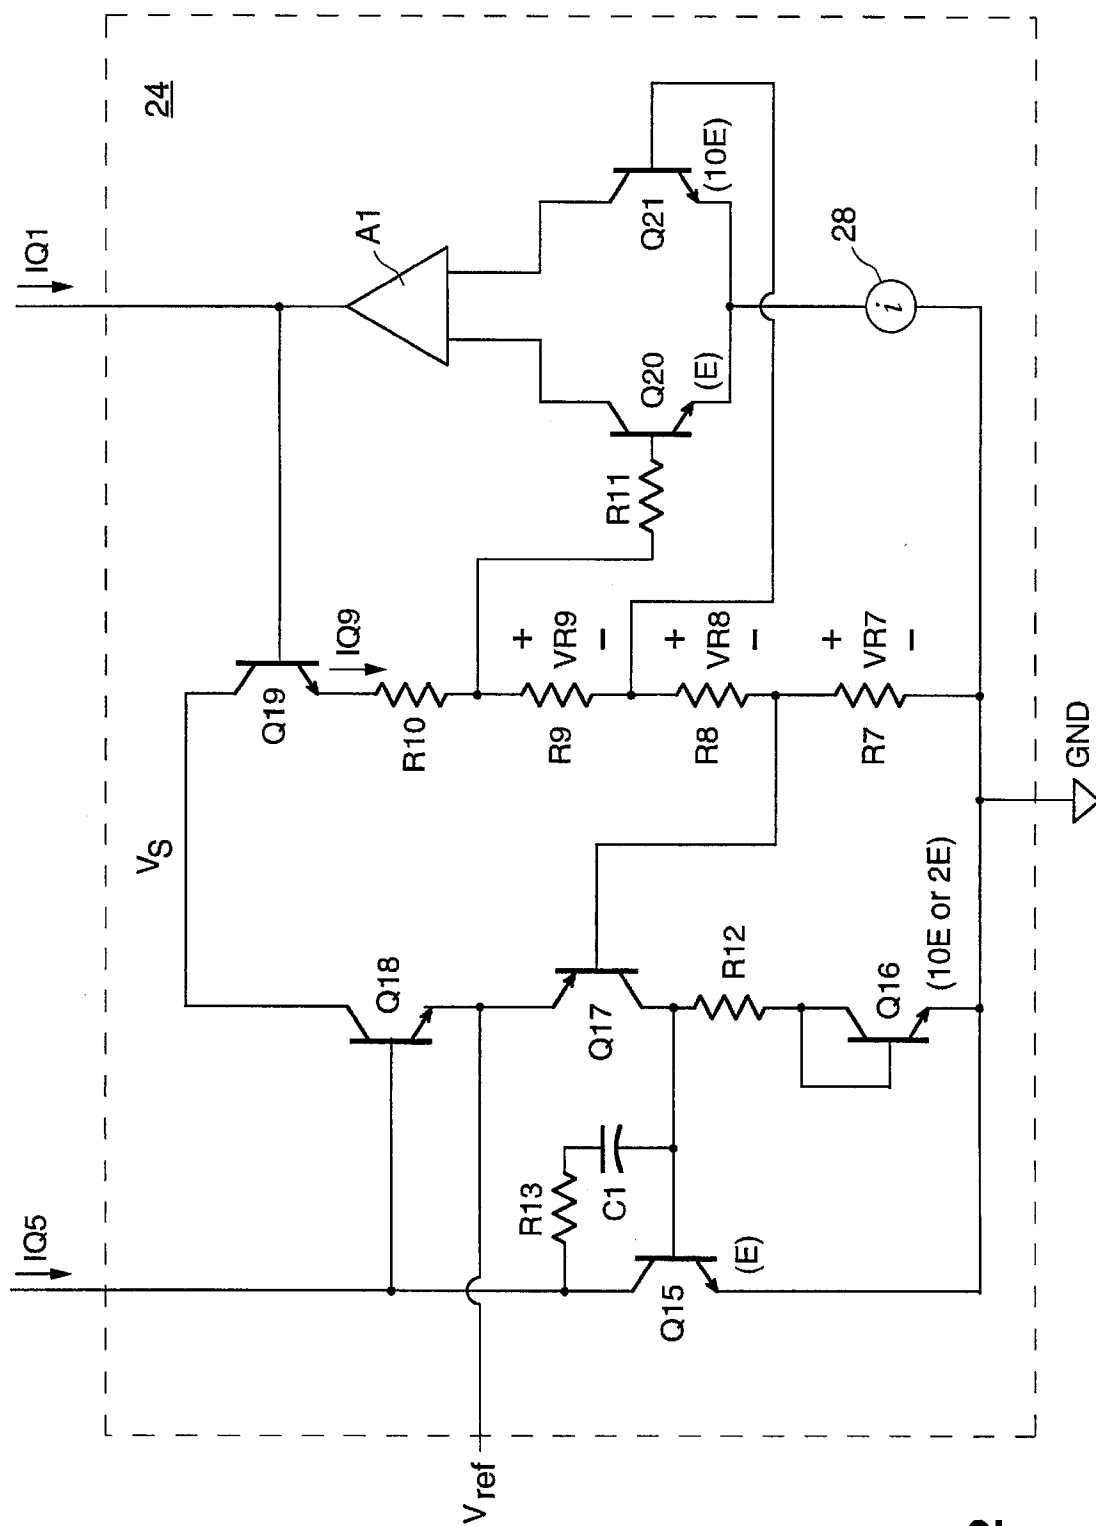 24
IQ1
A1
Q21
(10E)
28
i
Q20
(E)
R11
IQ9
Q19
R10
+
VR9
−
R9
+
VR8
−
R8
+
VR7
−
R7
GND
VS
Q18
Q17
R12
Q16
(10E or 2E)
C1
R13
IQ5
Q15
(E)
Vref